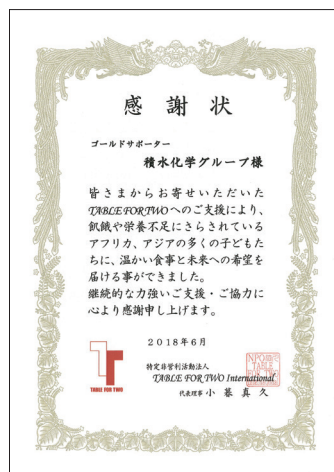 感謝状
ゴールドサポーター
積水化学グループ様
皆さまからお寄せいただいた
TABLE FOR TWOへのご支援により、
飢餓や栄養不足にさらされている
アフリカ、アジアの多くの子どもた
ちに、温かい食事と未来への希望を
届ける事ができました。
継続的な力強いご支援・ご協力に
心より感謝申し上げます。
2018年6月
特定非営利活動法人
TABLE FOR TWO International
代表理事 小暮真久
TABLE FOR TWO